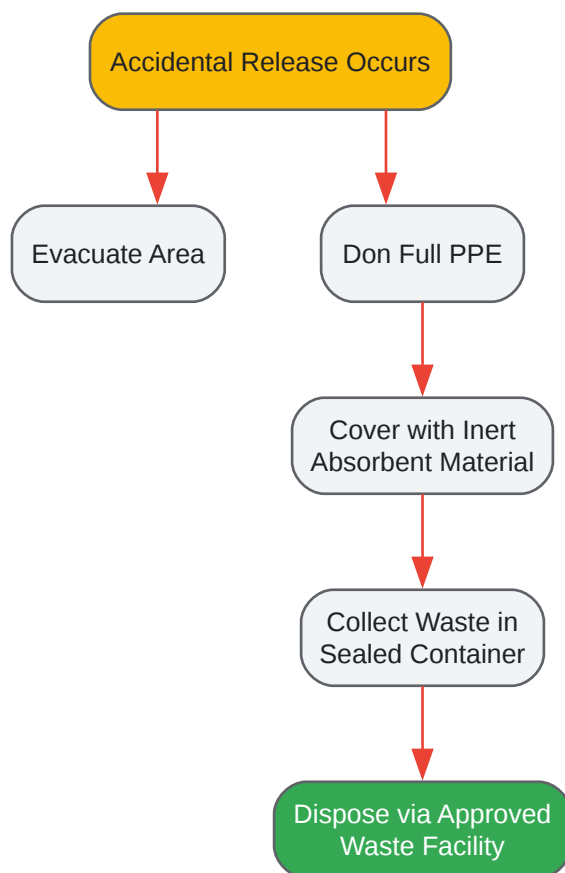 Accidental Release Occurs
Evacuate Area
Don Full PPE
Cover with Inert
Absorbent Material
Collect Waste in
Sealed Container
Dispose via Approved
Waste Facility